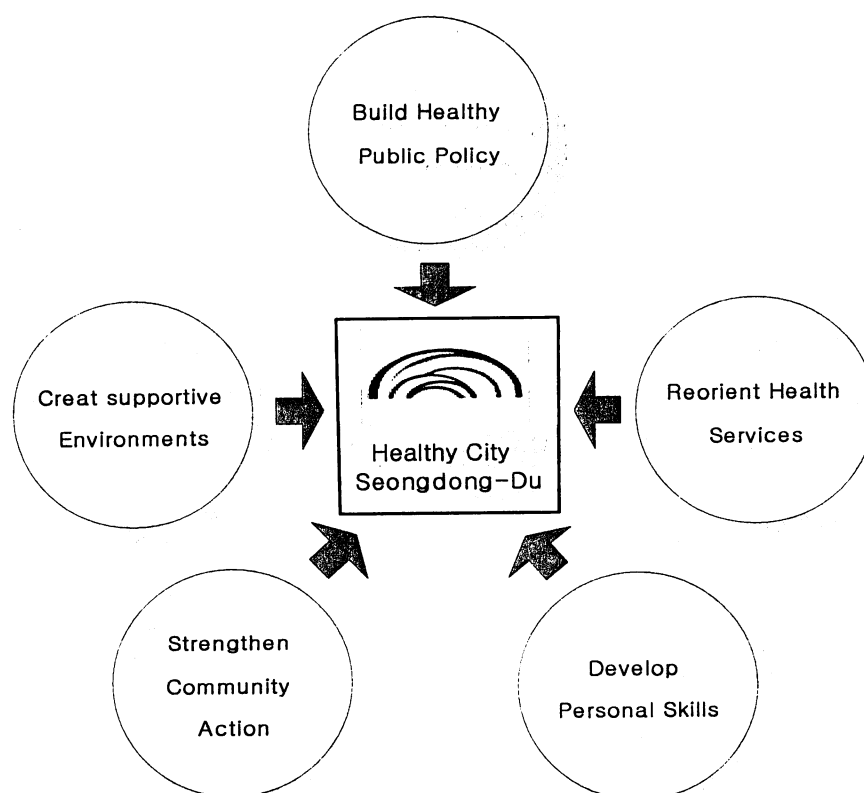 Build Healthy
Public Policy
Creat supportive
Environments
Healthy City
Seongdong-Du
Reorient Health
Services
Strengthen
Community
Action
Develop
Personal Skills